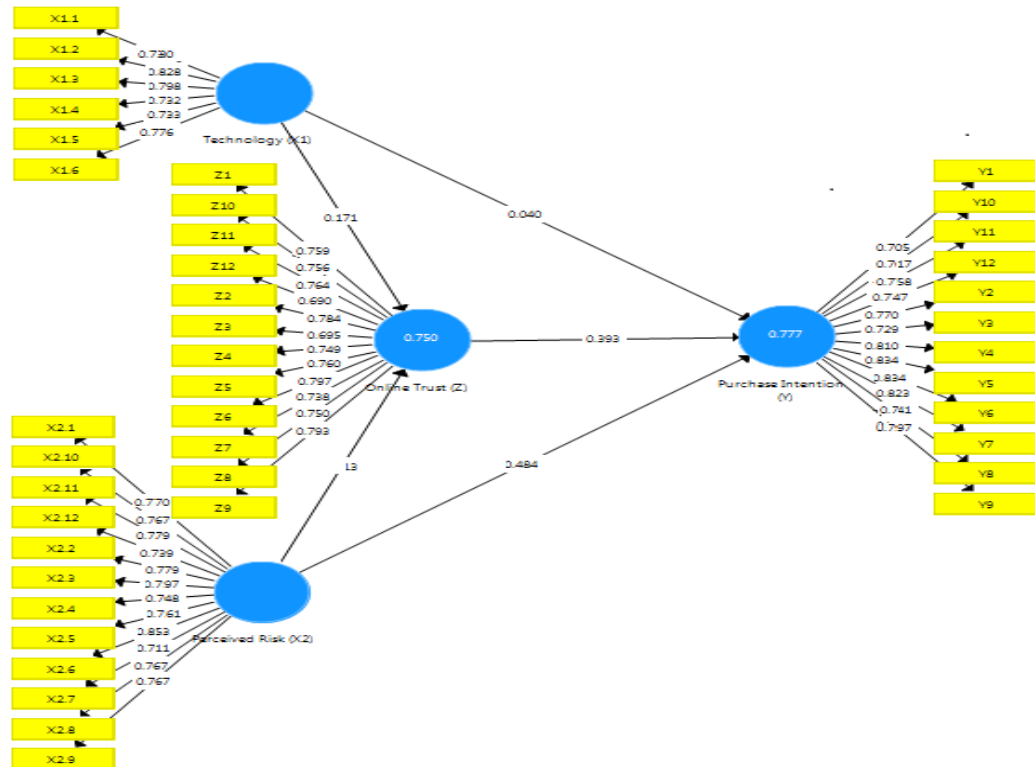 X1.1
X1.2
X1.3
X1.4
X1.5
X1.6
0.730
0.828
0.798
0.732
0.733
0.776
Technology (X1)
0.171
0.040
Z1
Z10
Z11
Z12
Z2
Z3
Z4
Z5
Z6
Z7
Z8
Z9
0.759
0.756
0.764
0.690
0.784
0.695
0.749
0.760
0.797
0.738
0.750
0.793
0.750
Online Trust (Z)
0.393
0.777
Purchase Intention
(Y)
Y1
Y10
Y11
Y12
Y2
Y3
Y4
Y5
Y6
Y7
Y8
Y9
0.705
0.758
0.747
0.770
0.729
0.810
0.834
0.834
0.823
0.741
0.797
X2.1
X2.10
X2.11
X2.12
X2.2
X2.3
X2.4
X2.5
X2.6
X2.7
X2.8
X2.9
0.770
0.767
0.779
0.739
0.779
0.797
0.748
0.761
0.853
0.711
0.767
0.767
Perceived Risk (X2)
13
0.484